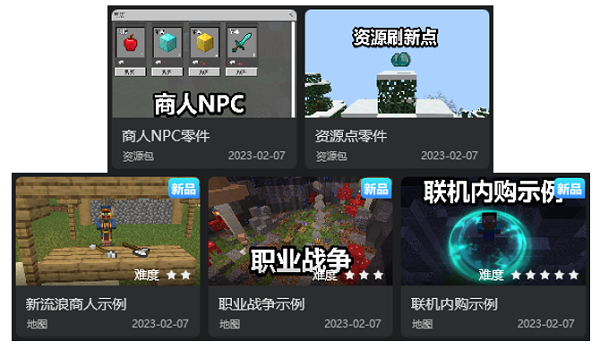 商人NPC
商人NPC零件
资源包 2023-02-07
资源刷新点
资源点零件
资源包 2023-02-07
新品
难度 ★★
新流浪商人示例
地图 2023-02-07
新品
职业战争
难度 ★★★
职业战争示例
地图 2023-02-07
联机内购示例
新品
难度 ★★★★★
联机内购示例
地图 2023-02-07